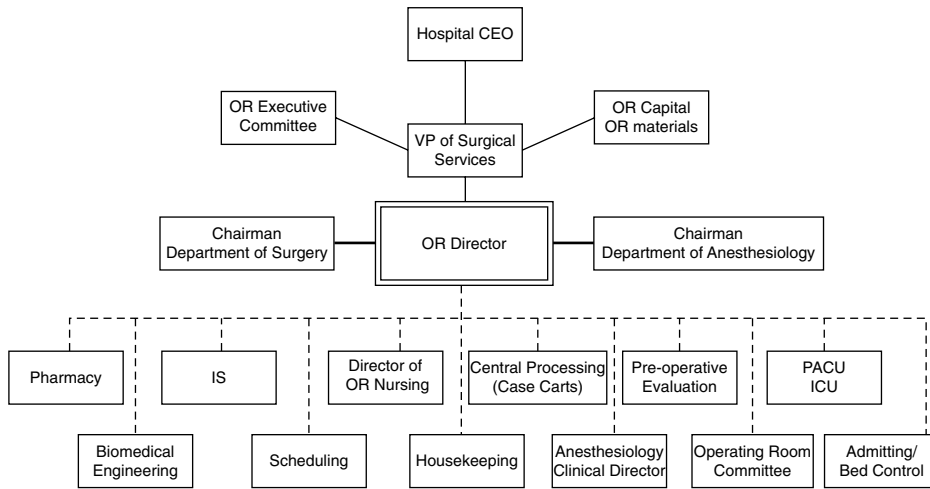 Hospital CEO
OR Executive
Committee
OR Capital
OR materials
VP of Surgical
Services
Chairman
Department of Surgery
OR Director
Chairman
Department of Anesthesiology
Pharmacy
IS
Director of
OR Nursing
Central Processing
(Case Carts)
Pre-operative
Evaluation
PACU
ICU
Biomedical
Engineering
Scheduling
Housekeeping
Anesthesiology
Clinical Director
Operating Room
Committee
Admitting/
Bed Control